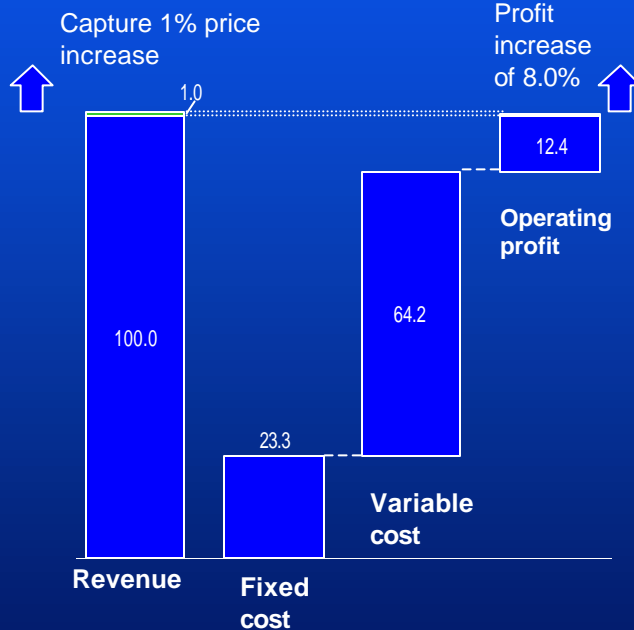 Capture 1% price
increase
Profit
increase
of 8.0%
1.0
12.4
Operating
profit
64.2
100.0
23.3
Variable
cost
Revenue
Fixed
cost